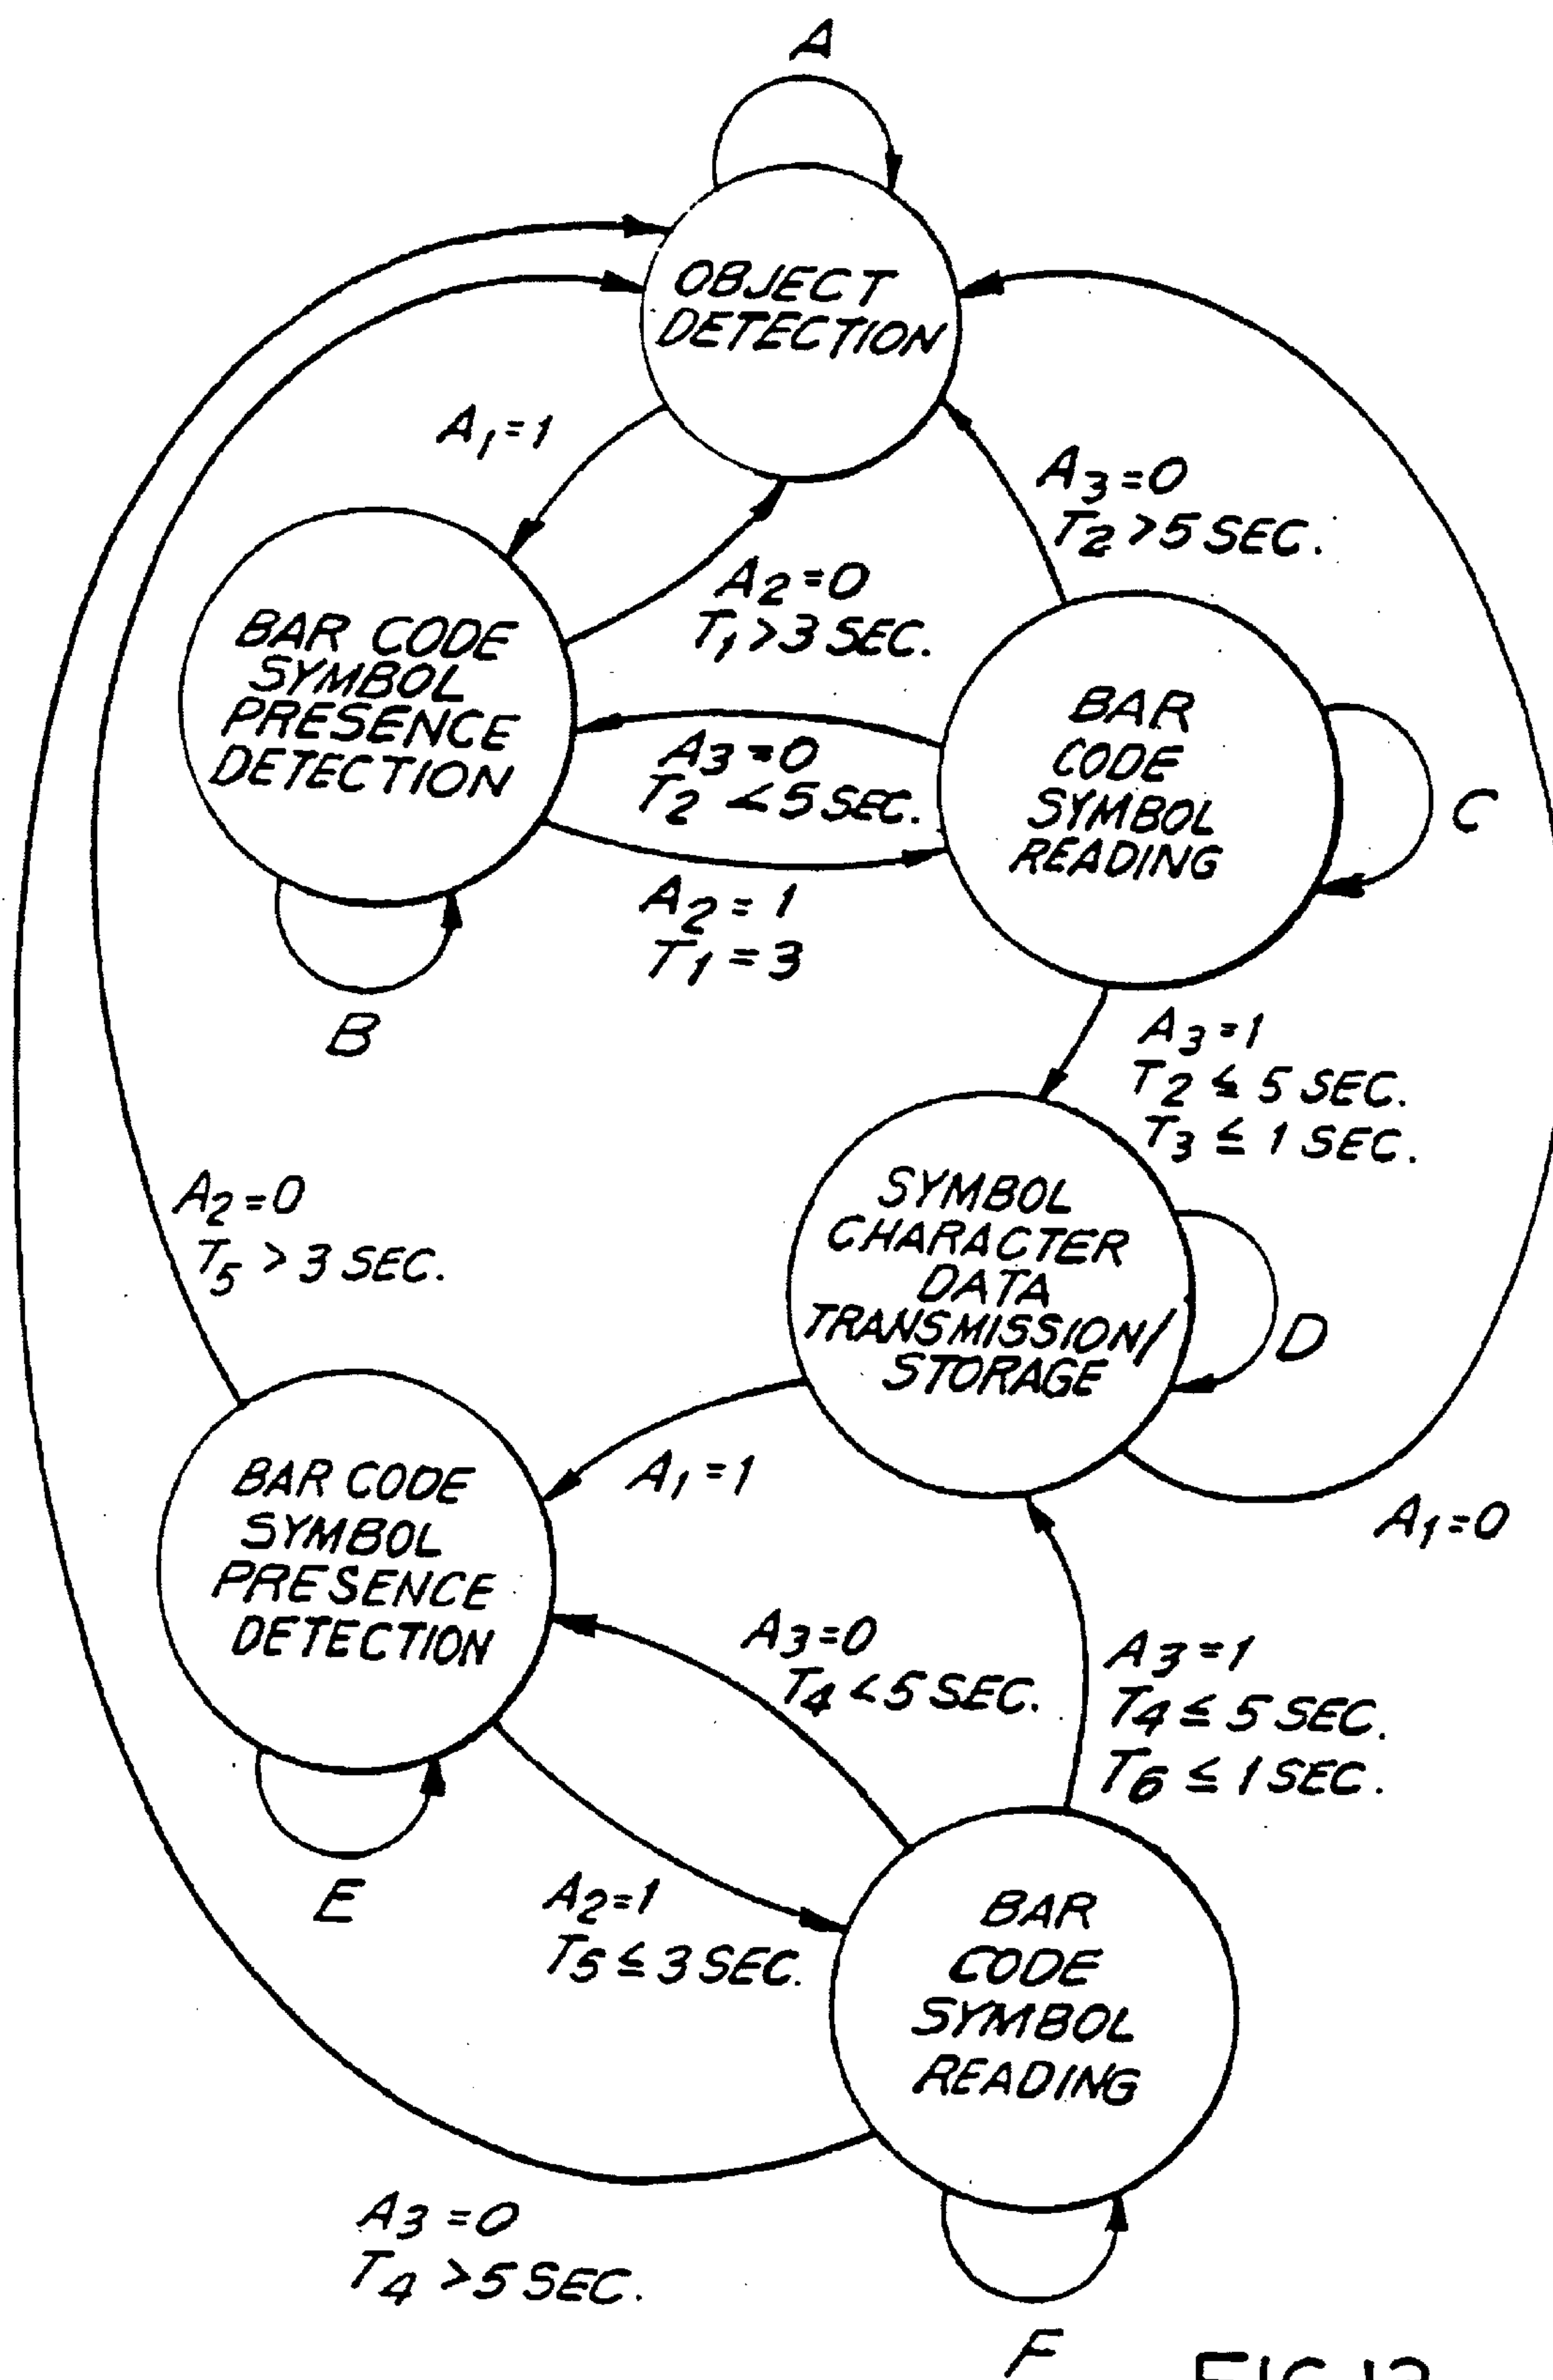 A
OBJECT
DETECTION
A1=1
A3=0
T2 >5 SEC.
A2=0
T1 >3 SEC.
BAR CODE
SYMBOL
PRESENCE
DETECTION
BAR
CODE
SYMBOL
READING
C
A3=0
T2 <5 SEC.
A2=1
T1=3
B
A3=1
T2 ≤ 5 SEC.
T3 ≤ 1 SEC.
A2=0
T5 > 3 SEC.
SYMBOL
CHARACTER
DATA
TRANSMISSION/
STORAGE
D
A1=1
A1=0
BAR CODE
SYMBOL
PRESENCE
DETECTION
A3=0
T4 <5 SEC.
A3=1
T4 ≤ 5 SEC.
T6 ≤ 1 SEC.
E
A2=1
T5 ≤ 3 SEC.
BAR
CODE
SYMBOL
READING
A3=0
T4 >5 SEC.
F